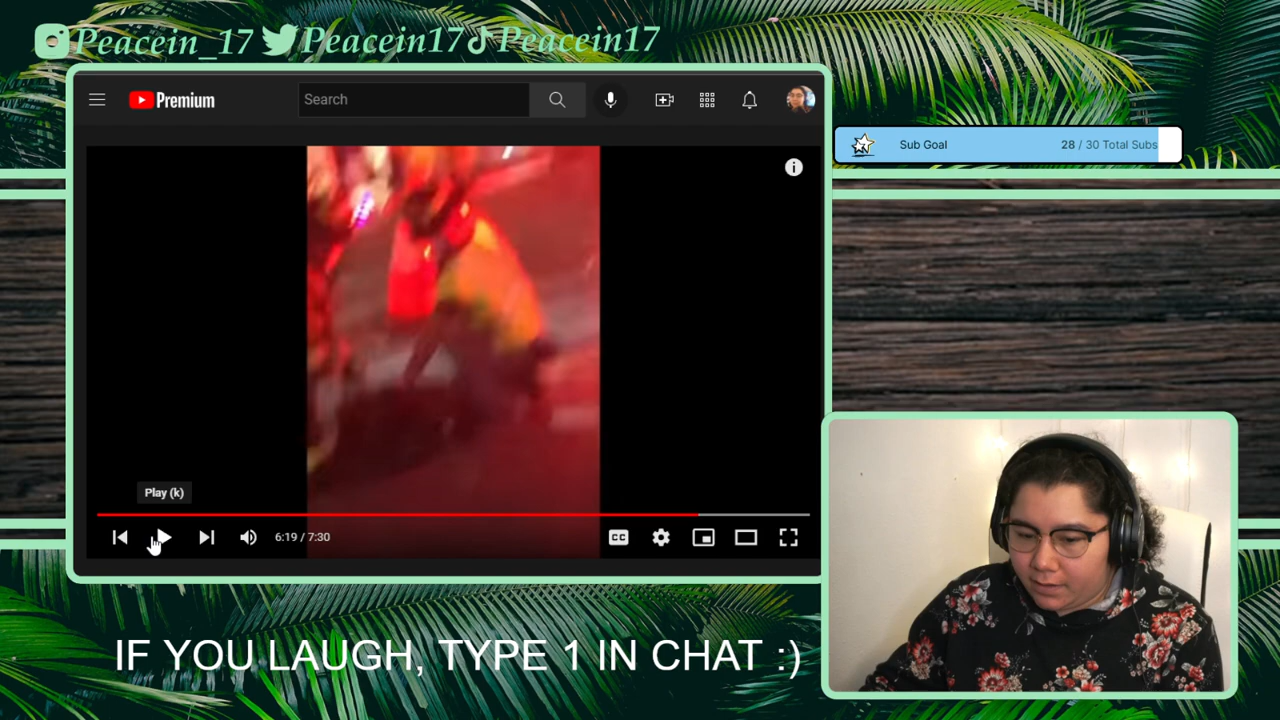 Peacein_17 Peacein17 Peacein17
Premium
Search
Sub Goal 28 / 30 Total Subs
Play (k)
CC 6:19 / 7:30
IF YOU LAUGH, TYPE 1 IN CHAT :)